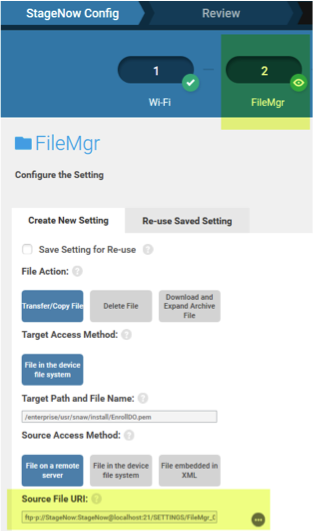 StageNow Config
Review
1
2
Wi-Fi
FileMgr
FileMgr
Configure the Setting
Create New Setting
Re-use Saved Setting
Save Setting for Re-use ?
File Action: ?
Transfer/Copy File
Delete File
Download and
Expand Archive
File
Target Access Method: ?
File in the device
file system
Target Path and File Name: ?
/enterprise/usr/snaw/install/EnrollDO.pem
Source Access Method: ?
File on a remote
server
File in the device
file system
File embedded in
XML
Source File URI: ?
ftp-p://StageNow:StageNow@localhost:21/SETTINGS/FileMgr_